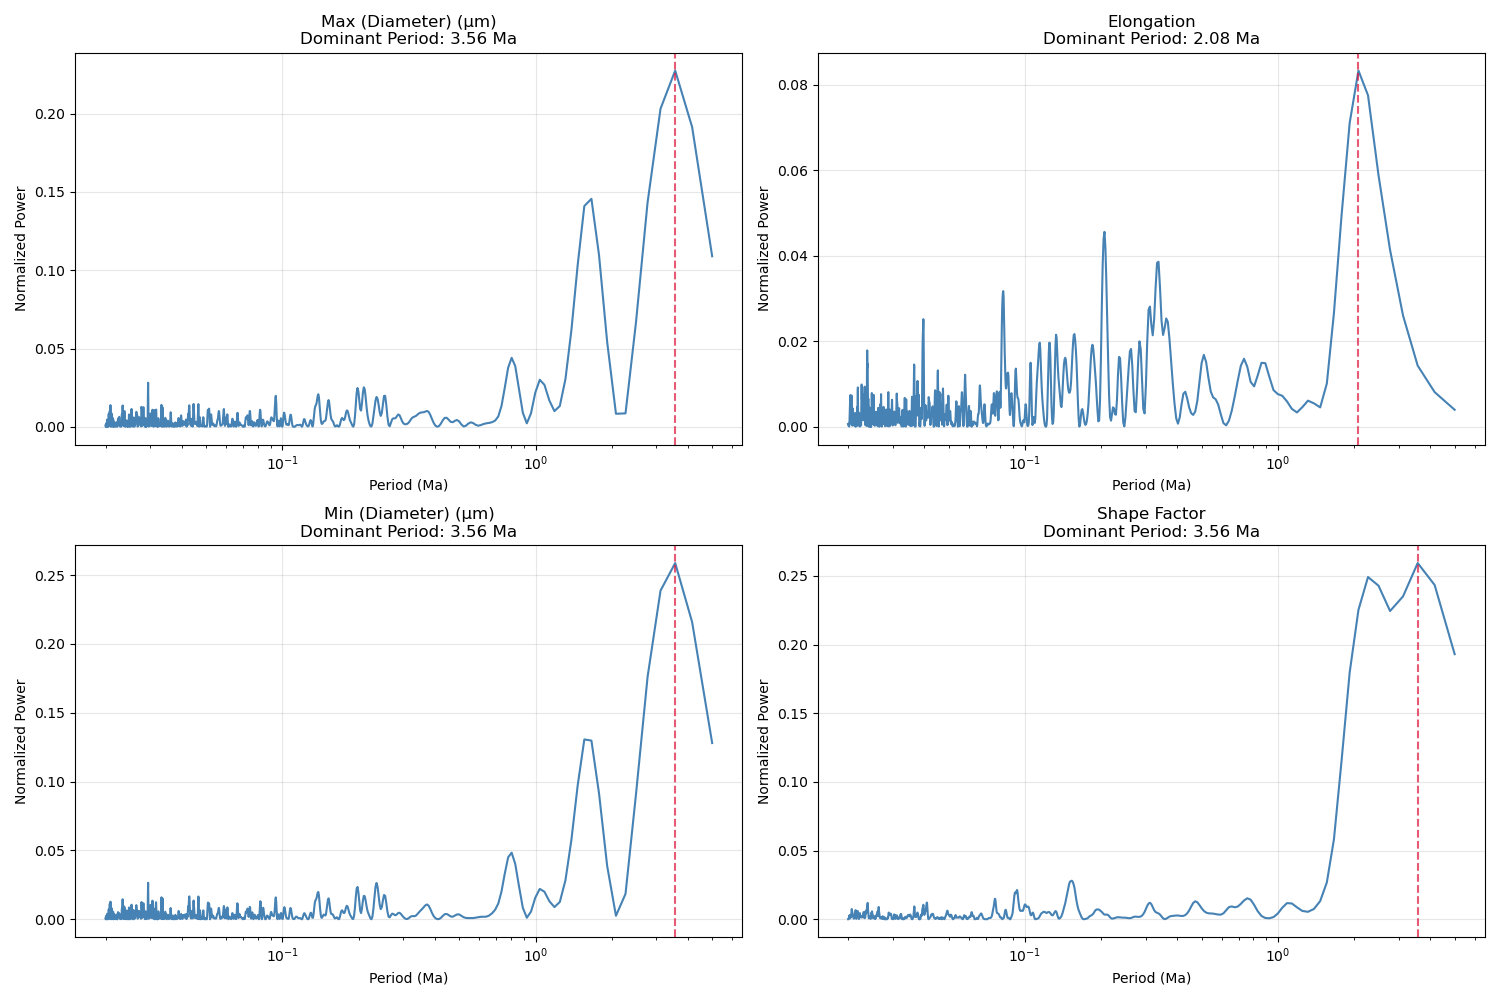 Max (Diameter) (μm)
Dominant Period: 3.56 Ma
Normalized Power
0.20
0.15
0.10
0.05
0.00
10⁻¹
10⁰
Period (Ma)
Elongation
Dominant Period: 2.08 Ma
Normalized Power
0.08
0.06
0.04
0.02
0.00
10⁻¹
10⁰
Period (Ma)
Min (Diameter) (μm)
Dominant Period: 3.56 Ma
Normalized Power
0.25
0.20
0.15
0.10
0.05
0.00
10⁻¹
10⁰
Period (Ma)
Shape Factor
Dominant Period: 3.56 Ma
Normalized Power
0.25
0.20
0.15
0.10
0.05
0.00
10⁻¹
10⁰
Period (Ma)